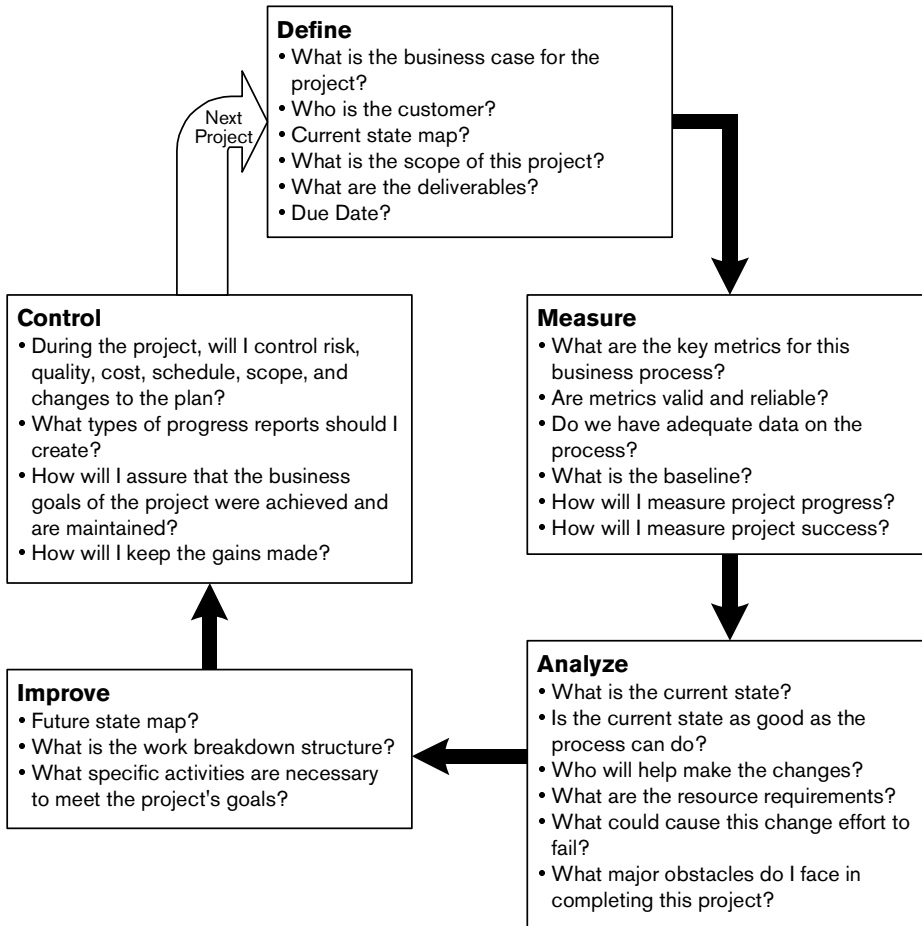 Define
• What is the business case for the
project?
• Who is the customer?
• Current state map?
• What is the scope of this project?
• What are the deliverables?
• Due Date?
Next
Project
Measure
• What are the key metrics for this
business process?
• Are metrics valid and reliable?
• Do we have adequate data on the
process?
• What is the baseline?
• How will I measure project progress?
• How will I measure project success?
Analyze
• What is the current state?
• Is the current state as good as the
process can do?
• Who will help make the changes?
• What are the resource requirements?
• What could cause this change effort to
fail?
• What major obstacles do I face in
completing this project?
Improve
• Future state map?
• What is the work breakdown structure?
• What specific activities are necessary
to meet the project's goals?
Control
• During the project, will I control risk,
quality, cost, schedule, scope, and
changes to the plan?
• What types of progress reports should I
create?
• How will I assure that the business
goals of the project were achieved and
are maintained?
• How will I keep the gains made?